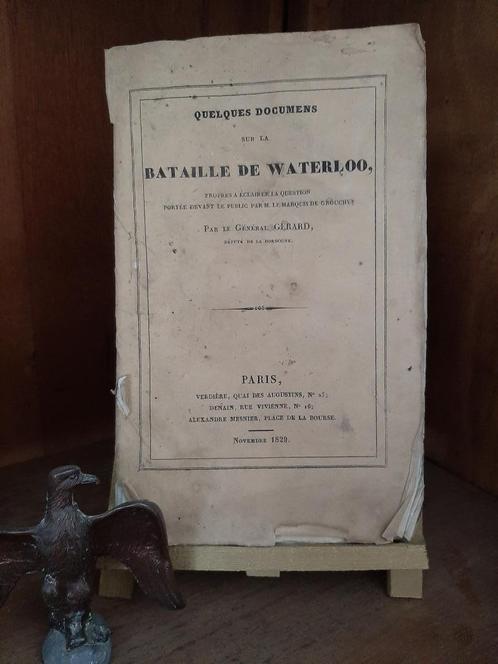 QUELQUES DOCUMENS
SUR LA
BATAILLE DE WATERLOO,
PROPRES A ÉCLAIRER LA QUESTION
PORTÉE DEVANT LE PUBLIC PAR M. LE MARQUIS DE GROUCHY;
PAR LE GÉNÉRAL GÉRARD,
DÉPUTÉ DE LA DORDOGNE.
PARIS,
VERDIÈRE, QUAI DES AUGUSTINS, N° 25;
DENAIN, RUE VIVIENNE, N° 16;
ALEXANDRE MESNIER, PLACE DE LA BOURSE.
NOVEMBRE 1829.